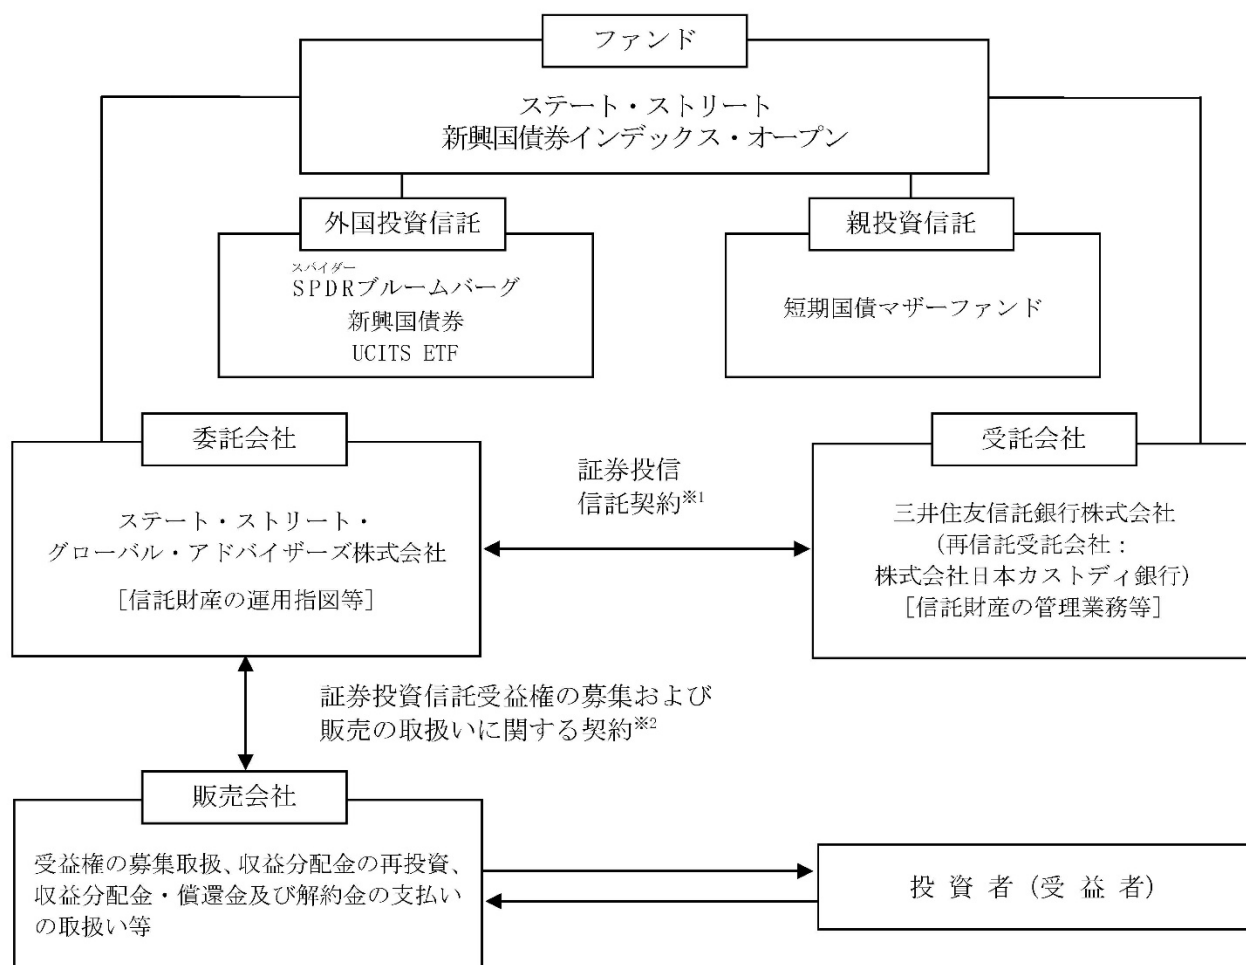 ファンド
ステート・ストリート
新興国債券インデックス・オープン
外国投資信託
スパイダー
SPDRブルームバーグ
新興国債券
UCITS ETF
親投資信託
短期国債マザーファンド
委託会社
ステート・ストリート・
グローバル・アドバイザーズ株式会社
[信託財産の運用指図等]
証券投信
信託契約※1
受託会社
三井住友信託銀行株式会社
(再信託受託会社:
株式会社日本カストディ銀行)
[信託財産の管理業務等]
証券投資信託受益権の募集および
販売の取扱いに関する契約※2
販売会社
受益権の募集取扱、収益分配金の再投資、
収益分配金・償還金及び解約金の支払い
の取扱い等
投資者(受益者)